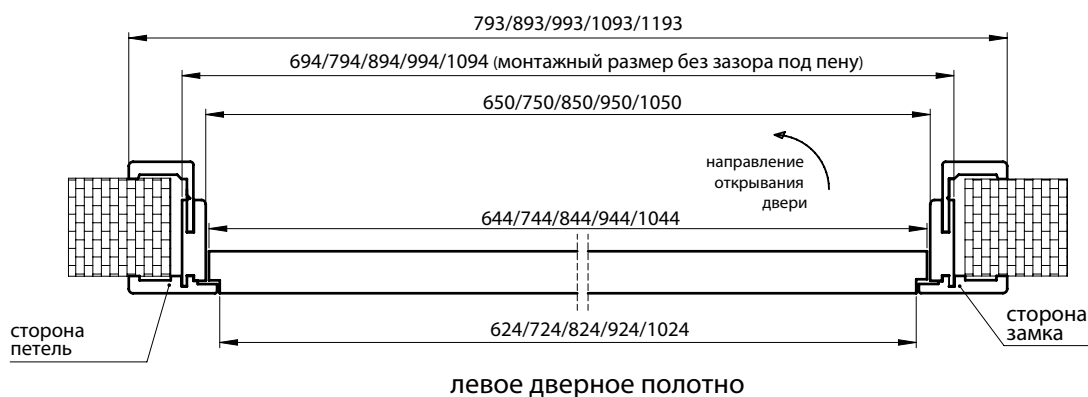 793/893/993/1093/1193
694/794/894/994/1094 (монтажный размер без зазора под пену)
650/750/850/950/1050
направление
открывания
двери
644/744/844/944/1044
сторона
петель
624/724/824/924/1024
сторона
замка
левое дверное полотно